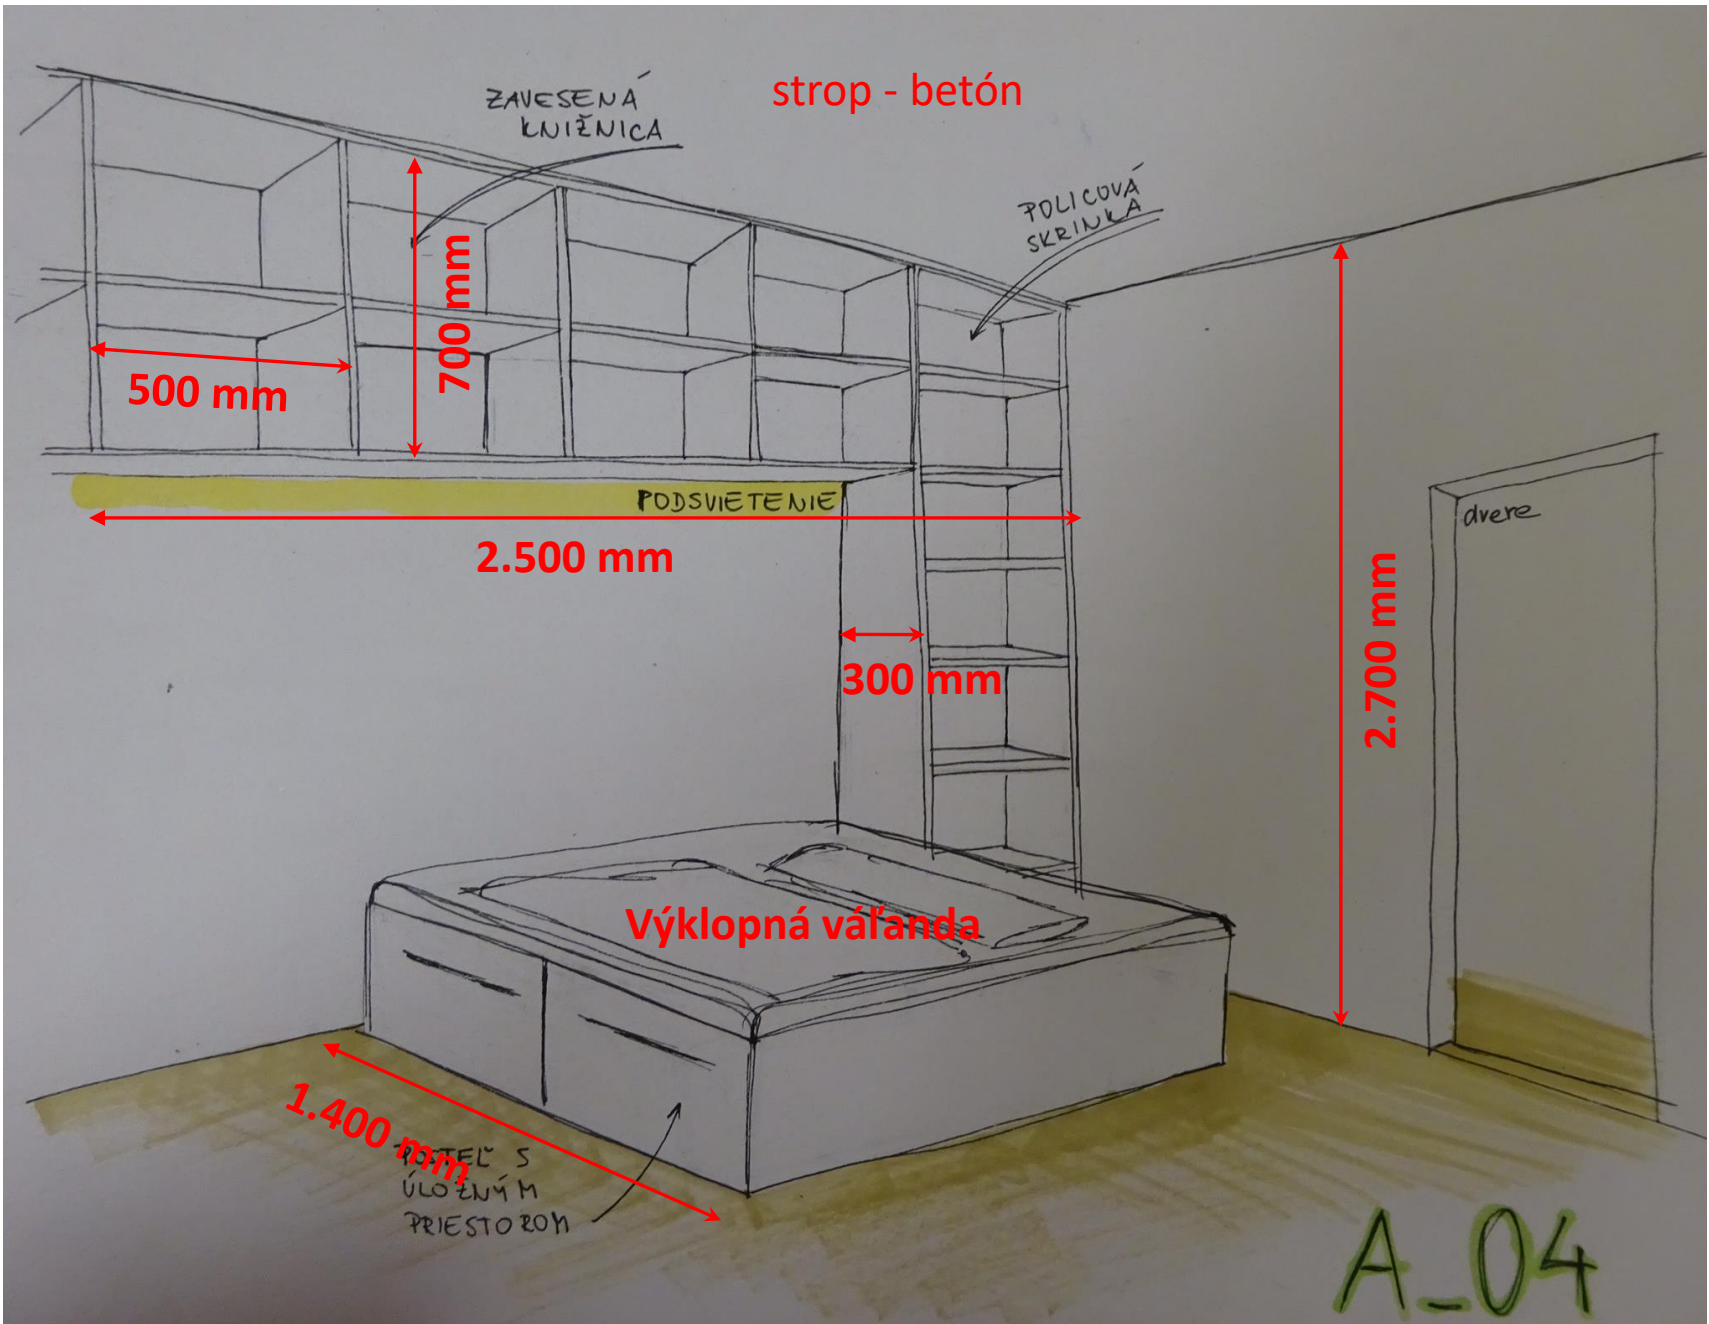 ZAVESENÁ
KNIŽNICA
strop - betón
POLICOVÁ
SKRINKA
700 mm
500 mm
PODSVIETENIE
dvere
2.500 mm
300 mm
2.700 mm
Výklopná váľanda
1.400 mm
POSTEĽ S
ÚLOŽNÝM
PRIESTOROM
A_04